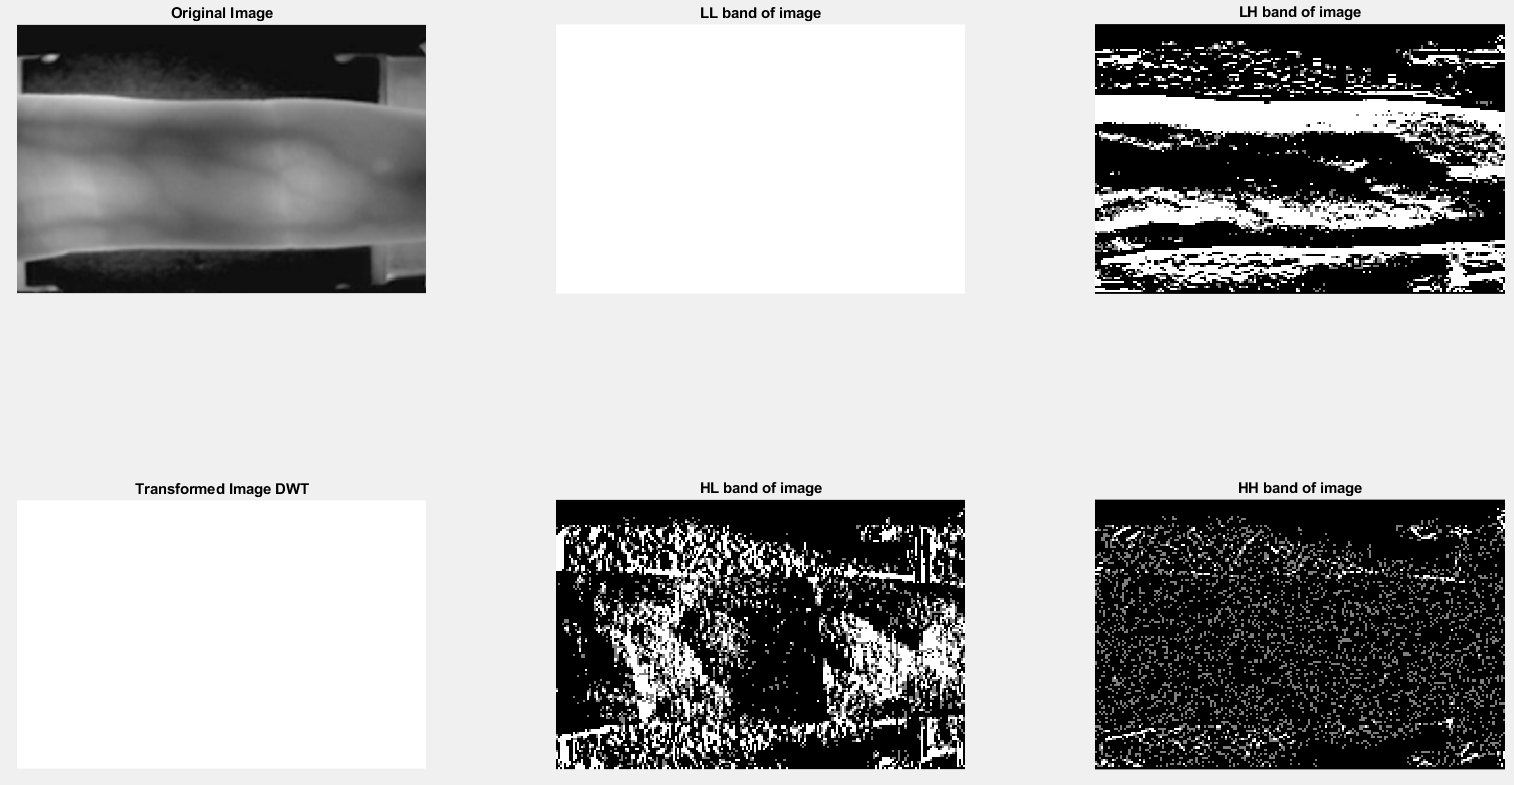 Original Image
LL band of image
LH band of image
Transformed Image DWT
HL band of image
HH band of image